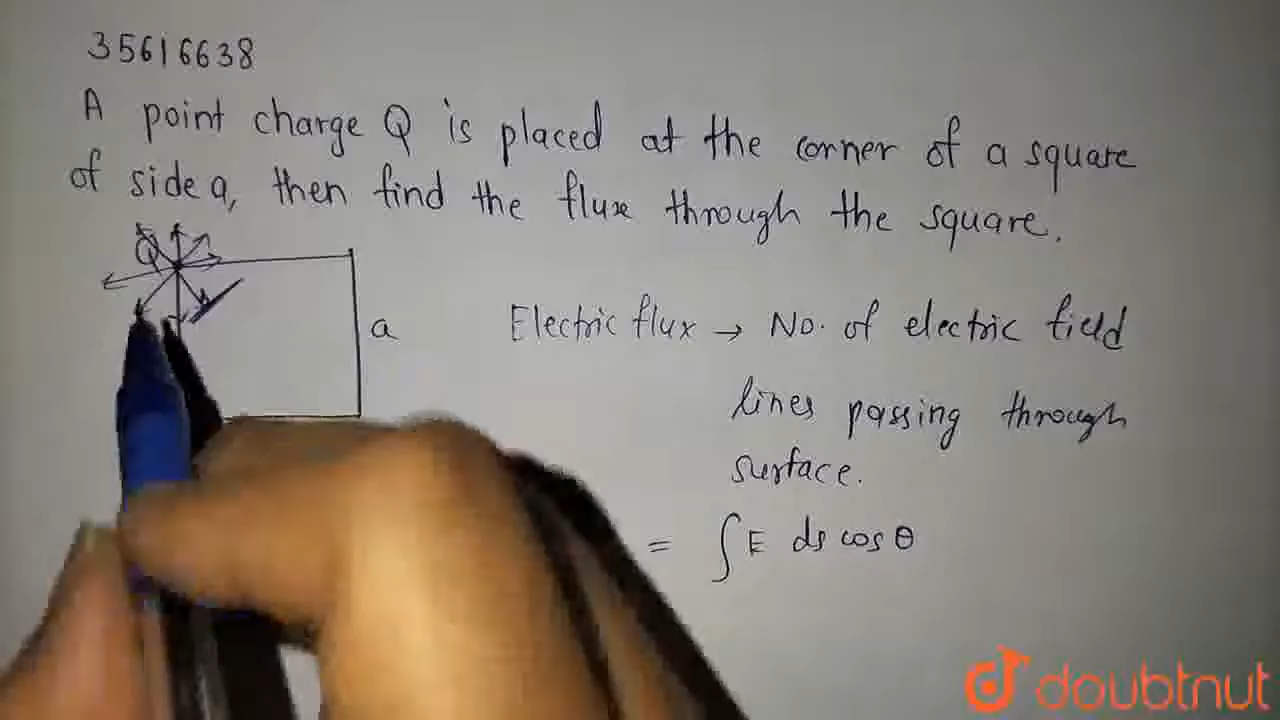 35616638
A point charge Q is placed at the corner of a square
of side a, then find the flux through the square.
Q
a
Electric flux → No. of electric field
lines passing through
surface.
= ∫ E ds cos θ
doubtnut